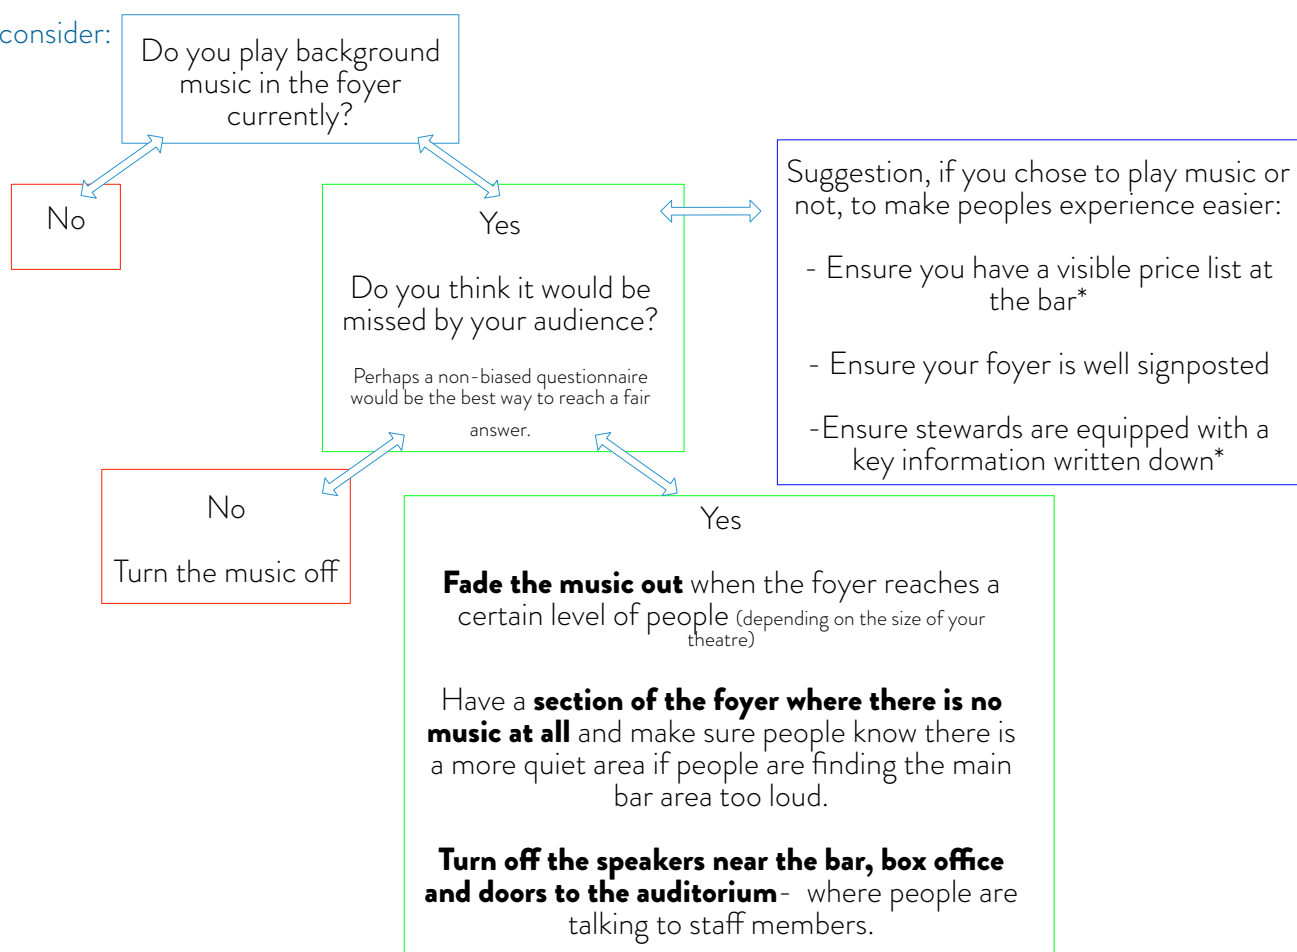 consider:
Do you play background
music in the foyer
currently?
No
Yes
Do you think it would be
missed by your audience?
Perhaps a non-biased questionnaire
would be the best way to reach a fair
answer.
Suggestion, if you chose to play music or
not, to make peoples experience easier:
- Ensure you have a visible price list at
the bar*
- Ensure your foyer is well signposted
-Ensure stewards are equipped with a
key information written down*
No
Turn the music off
Yes
Fade the music out when the foyer reaches a
certain level of people (depending on the size of your
theatre)
Have a section of the foyer where there is no
music at all and make sure people know there is
a more quiet area if people are finding the main
bar area too loud.
Turn off the speakers near the bar, box office
and doors to the auditorium- where people are
talking to staff members.